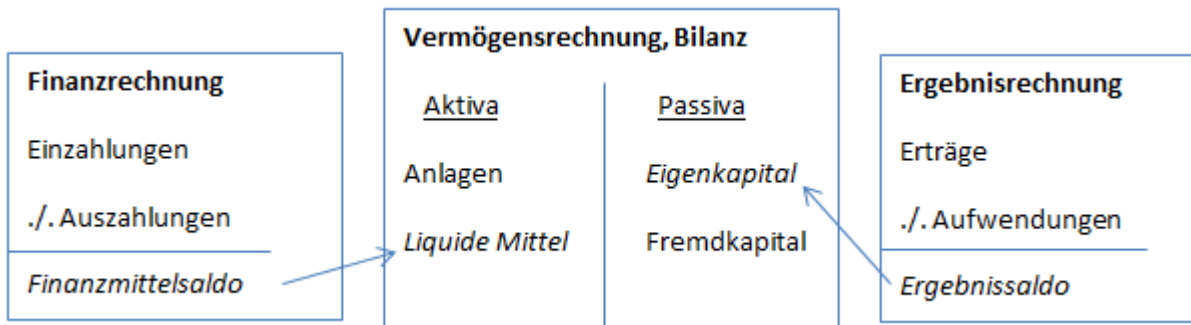 Finanzrechnung
Einzahlungen
./. Auszahlungen
Finanzmittelsaldo
Vermögensrechnung, Bilanz
Aktiva
Anlagen
Liquide Mittel
Passiva
Eigenkapital
Fremdkapital
Ergebnisrechnung
Erträge
./. Aufwendungen
Ergebnissaldo